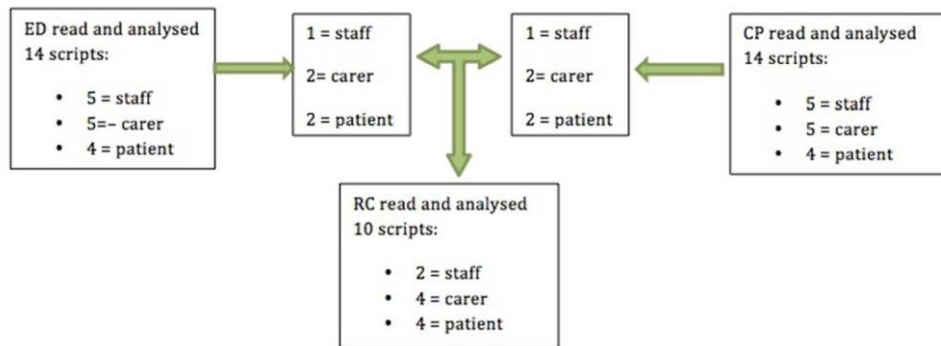 ED read and analysed
14 scripts:
• 5 = staff
• 5=– carer
• 4 = patient
1 = staff
2= carer
2 = patient
1 = staff
2= carer
2 = patient
CP read and analysed
14 scripts:
• 5 = staff
• 5 = carer
• 4 = patient
RC read and analysed
10 scripts:
• 2 = staff
• 4 = carer
• 4 = patient